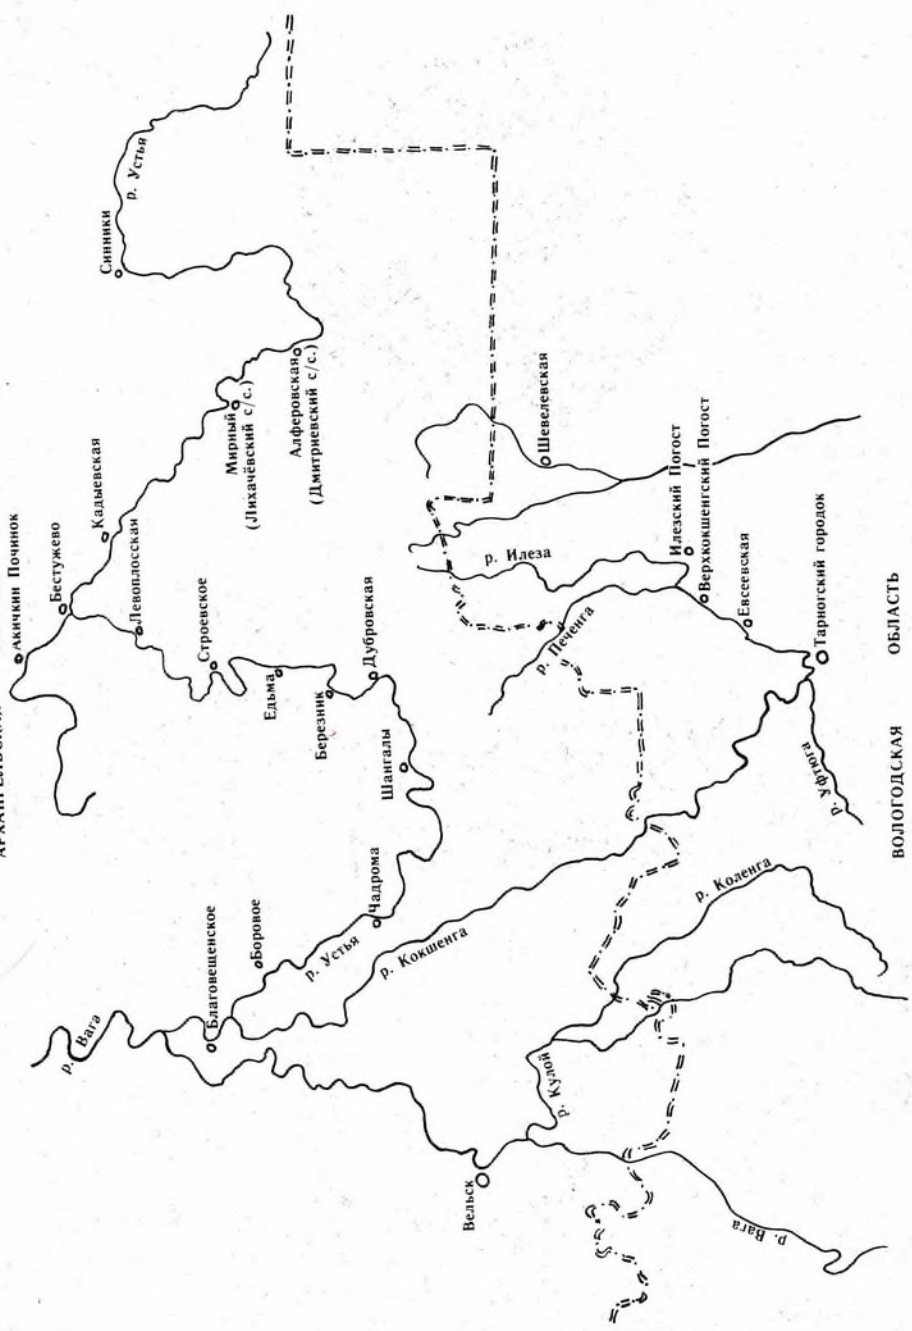 АРХАНГЕЛЬСКАЯ
р. Вага
Благовещенское
Боровое
р. Устья
Чадрома
р. Кокшенга
Вельск
р. Кулой
р. Вага
р. Коленга
Шангалы
Дубровская
Березник
Едьма
Строевское
Левоплосская
Акичкин Починок
Бестужево
Кадыевская
Мирный
(Лихачёвский с/с.)
Алферовская
(Дмитриевский с/с.)
Синники
р. Устья
Шевелевская
р. Илеза
р. Печенга
Илезский Погост
Верхкокшенгский Погост
Евсеевская
Тарногский городок
р. Уфтюга
ВОЛОГОДСКАЯ ОБЛАСТЬ